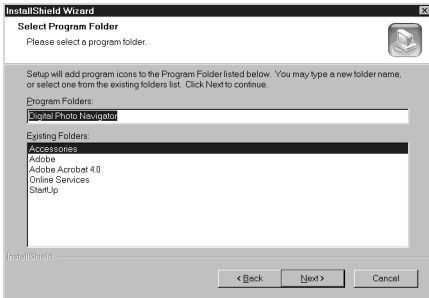 InstallShield Wizard
Select Program Folder
Please select a program folder.
Setup will add program icons to the Program Folder listed below. You may type a new folder name,
or select one from the existing folders list. Click Next to continue.
Program Folders:
Digital Photo Navigator
Existing Folders:
Accessories
Adobe
Adobe Acrobat 4.0
Online Services
StartUp
InstallShield
< Back
Next >
Cancel